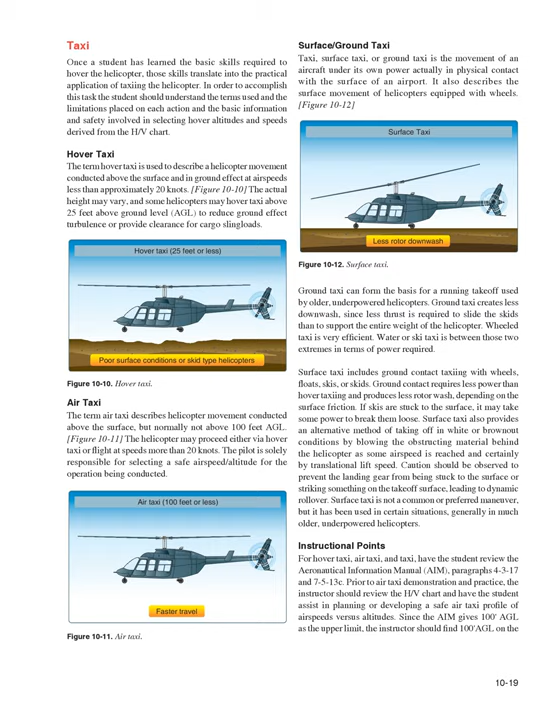 Taxi
Once a student has learned the basic skills required to
hover the helicopter, those skills translate into the practical
application of taxiing the helicopter. In order to accomplish
this task the student should understand the terms used and the
limitations placed on each action and the basic information
and safety involved in selecting hover altitudes and speeds
derived from the H/V chart.
Hover Taxi
The term hover taxi is used to describe a helicopter movement
conducted above the surface and in ground effect at airspeeds
less than approximately 20 knots. [Figure 10-10] The actual
height may vary, and some helicopters may hover taxi above
25 feet above ground level (AGL) to reduce ground effect
turbulence or provide clearance for cargo slingloads.
Hover taxi (25 feet or less)
Poor surface conditions or skid type helicopters
Figure 10-10. Hover taxi.
Air Taxi
The term air taxi describes helicopter movement conducted
above the surface, but normally not above 100 feet AGL.
[Figure 10-11] The helicopter may proceed either via hover
taxi or flight at speeds more than 20 knots. The pilot is solely
responsible for selecting a safe airspeed/altitude for the
operation being conducted.
Air taxi (100 feet or less)
Faster travel
Figure 10-11. Air taxi.
Surface/Ground Taxi
Taxi, surface taxi, or ground taxi is the movement of an
aircraft under its own power actually in physical contact
with the surface of an airport. It also describes the
surface movement of helicopters equipped with wheels.
[Figure 10-12]
Surface Taxi
Less rotor downwash
Figure 10-12. Surface taxi.
Ground taxi can form the basis for a running takeoff used
by older, underpowered helicopters. Ground taxi creates less
downwash, since less thrust is required to slide the skids
than to support the entire weight of the helicopter. Wheeled
taxi is very efficient. Water or ski taxi is between those two
extremes in terms of power required.
Surface taxi includes ground contact taxiing with wheels,
floats, skis, or skids. Ground contact requires less power than
hover taxiing and produces less rotor wash, depending on the
surface friction. If skis are stuck to the surface, it may take
some power to break them loose. Surface taxi also provides
an alternative method of taking off in white or brownout
conditions by blowing the obstructing material behind
the helicopter as some airspeed is reached and certainly
by translational lift speed. Caution should be observed to
prevent the landing gear from being stuck to the surface or
striking something on the takeoff surface, leading to dynamic
rollover. Surface taxi is not a common or preferred maneuver,
but it has been used in certain situations, generally in much
older, underpowered helicopters.
Instructional Points
For hover taxi, air taxi, and taxi, have the student review the
Aeronautical Information Manual (AIM), paragraphs 4-3-17
and 7-5-13c. Prior to air taxi demonstration and practice, the
instructor should review the H/V chart and have the student
assist in planning or developing a safe air taxi profile of
airspeeds versus altitudes. Since the AIM gives 100' AGL
as the upper limit, the instructor should find 100'AGL on the
10-19